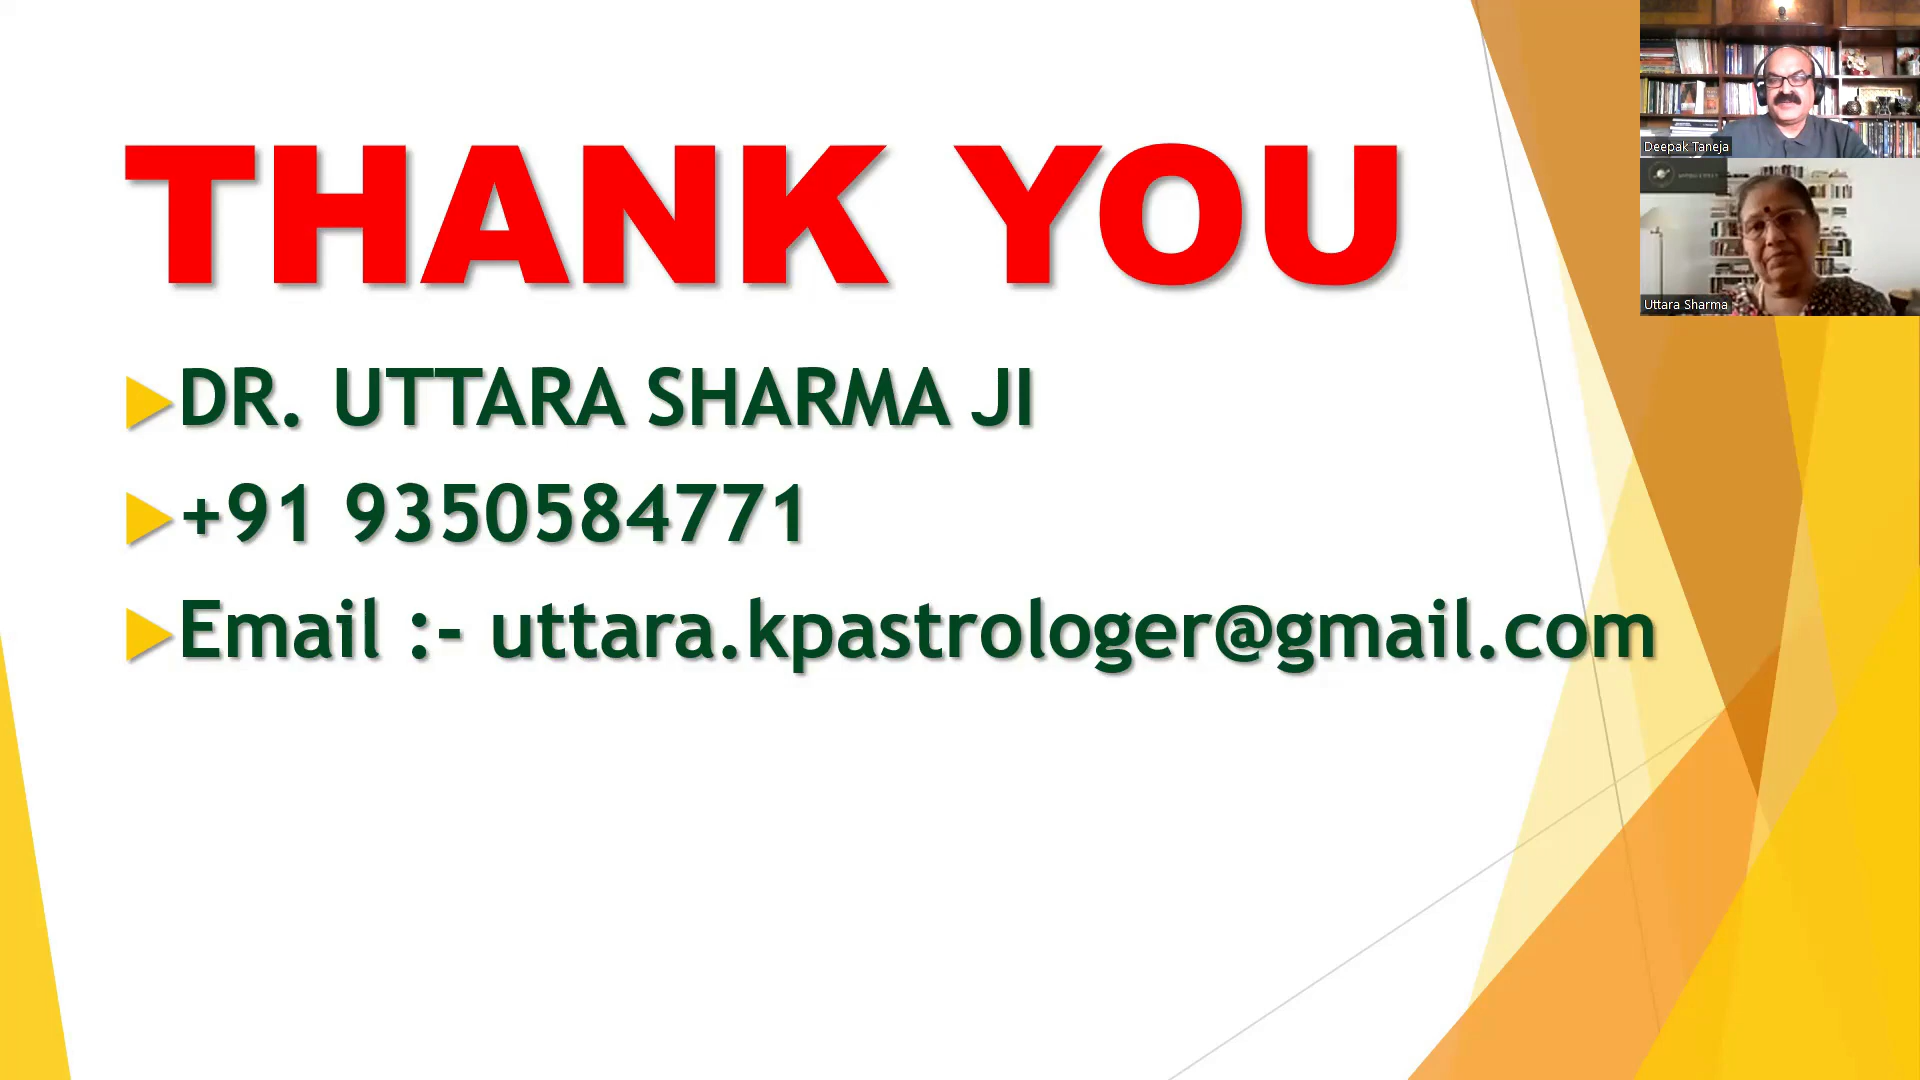 THANK YOU
DR. UTTARA SHARMA JI
+91 9350584771
Email :- uttara.kpastrologer@gmail.com
Deepak Taneja
Uttara Sharma